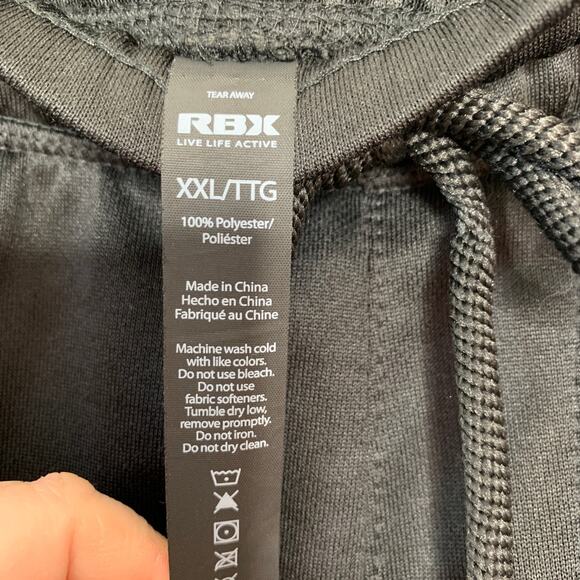 TEAR AWAY
RBX
LIVE LIFE ACTIVE
XXL/TTG
100% Polyester/
Poliéster
Made in China
Hecho en China
Fabriqué au Chine
Machine wash cold
with like colors.
Do not use bleach.
Do not use
fabric softeners.
Tumble dry low,
remove promptly.
Do not iron.
Do not dry clean.